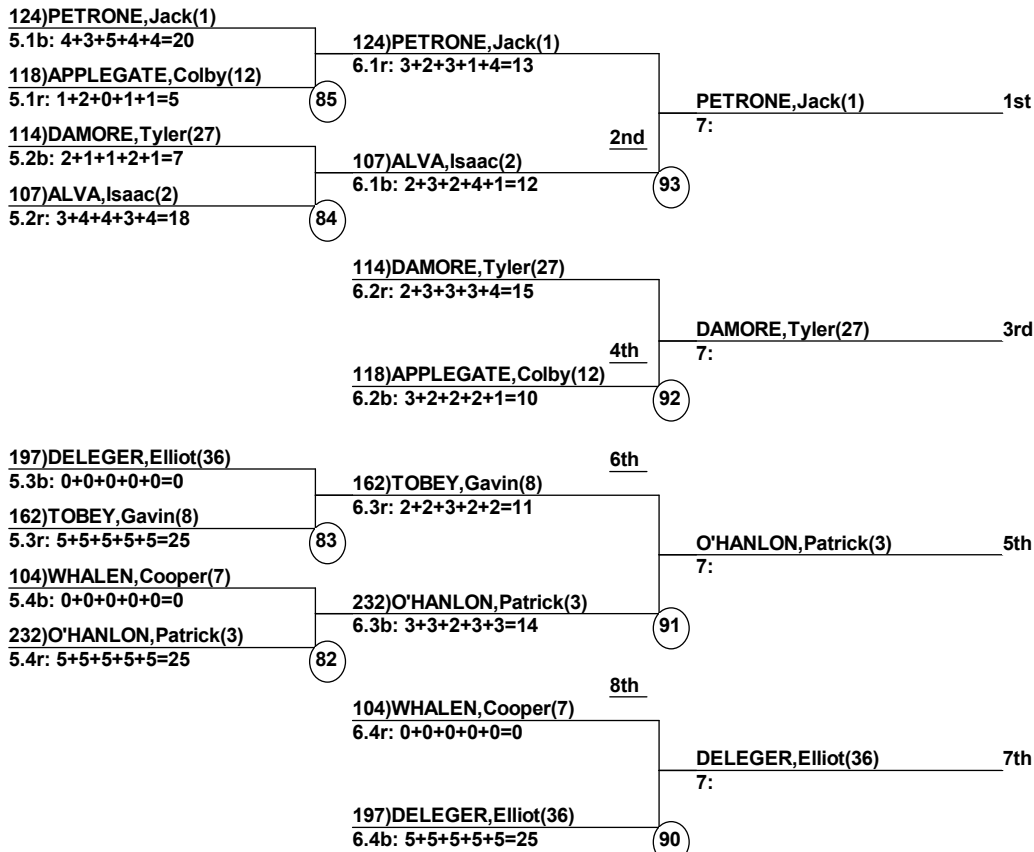 124)PETRONE,Jack(1)
5.1b: 4+3+5+4+4=20
118)APPLEGATE,Colby(12)
5.1r: 1+2+0+1+1=5
85
114)DAMORE,Tyler(27)
5.2b: 2+1+1+2+1=7
107)ALVA,Isaac(2)
5.2r: 3+4+4+3+4=18
84
124)PETRONE,Jack(1)
6.1r: 3+2+3+1+4=13
2nd
107)ALVA,Isaac(2)
6.1b: 2+3+2+4+1=12
93
PETRONE,Jack(1) 1st
7:
114)DAMORE,Tyler(27)
6.2r: 2+3+3+3+4=15
4th
118)APPLEGATE,Colby(12)
6.2b: 3+2+2+2+1=10
92
DAMORE,Tyler(27) 3rd
7:
197)DELEGER,Elliot(36)
5.3b: 0+0+0+0+0=0
162)TOBEY,Gavin(8)
5.3r: 5+5+5+5+5=25
83
104)WHALEN,Cooper(7)
5.4b: 0+0+0+0+0=0
232)O'HANLON,Patrick(3)
5.4r: 5+5+5+5+5=25
82
6th
162)TOBEY,Gavin(8)
6.3r: 2+2+3+2+2=11
232)O'HANLON,Patrick(3)
6.3b: 3+3+2+3+3=14
91
O'HANLON,Patrick(3) 5th
7:
8th
104)WHALEN,Cooper(7)
6.4r: 0+0+0+0+0=0
197)DELEGER,Elliot(36)
6.4b: 5+5+5+5+5=25
90
DELEGER,Elliot(36) 7th
7: